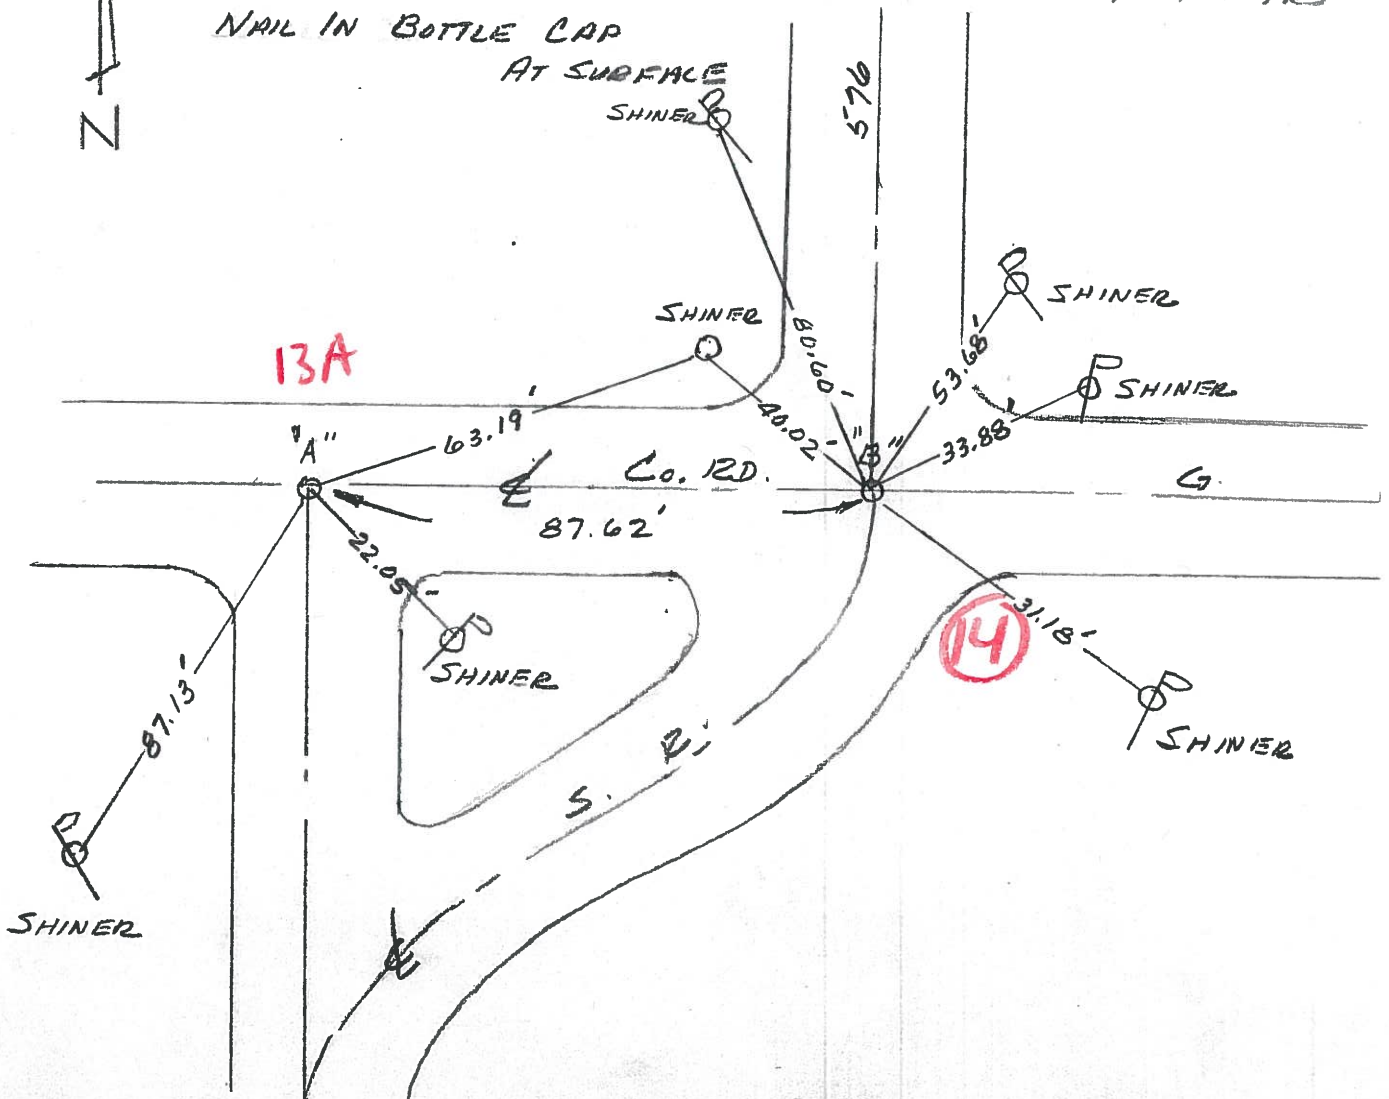 NAIL IN BOTTLE CAP
AT SURFACE
N
SHINER
576
SHINER
SHINER
13A
80.60'
53.68'
SHINER
63.19'
40.02'
33.88'
"A"
"B"
℄ CO. RD. G.
87.62'
22.05'
31.18'
14
SHINER
87.13'
SHINER
S. R.
SHINER
℄